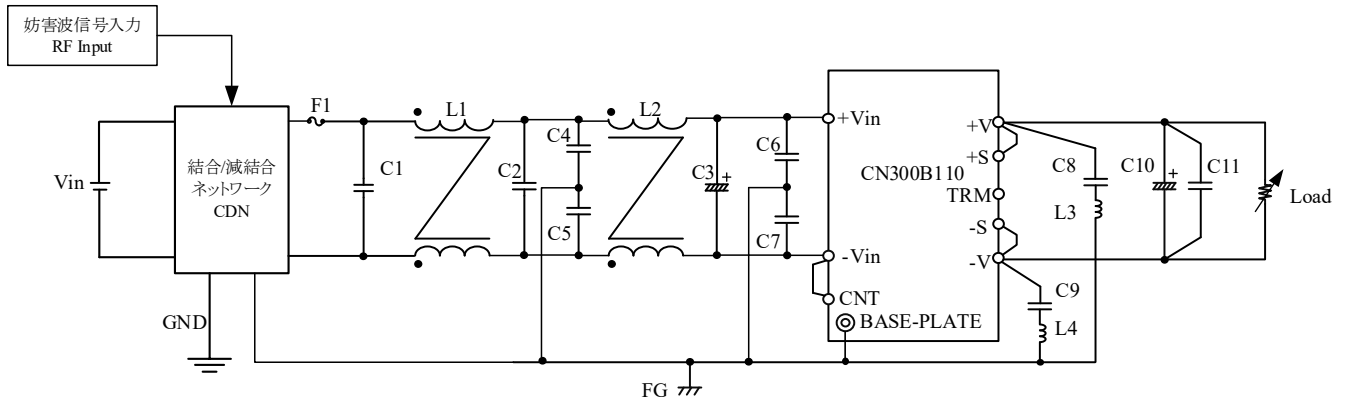 妨害波信号入力
RF Input
F1
L1
L2
C4
C6
C1
C2
C3
+
C5
C7
Vin
結合/減結合
ネットワーク
CDN
GND
FG
+Vin
-Vin
CNT
BASE-PLATE
CN300B110
+V
+S
TRM
-S
-V
C8
L3
C9
L4
C10
+
C11
Load